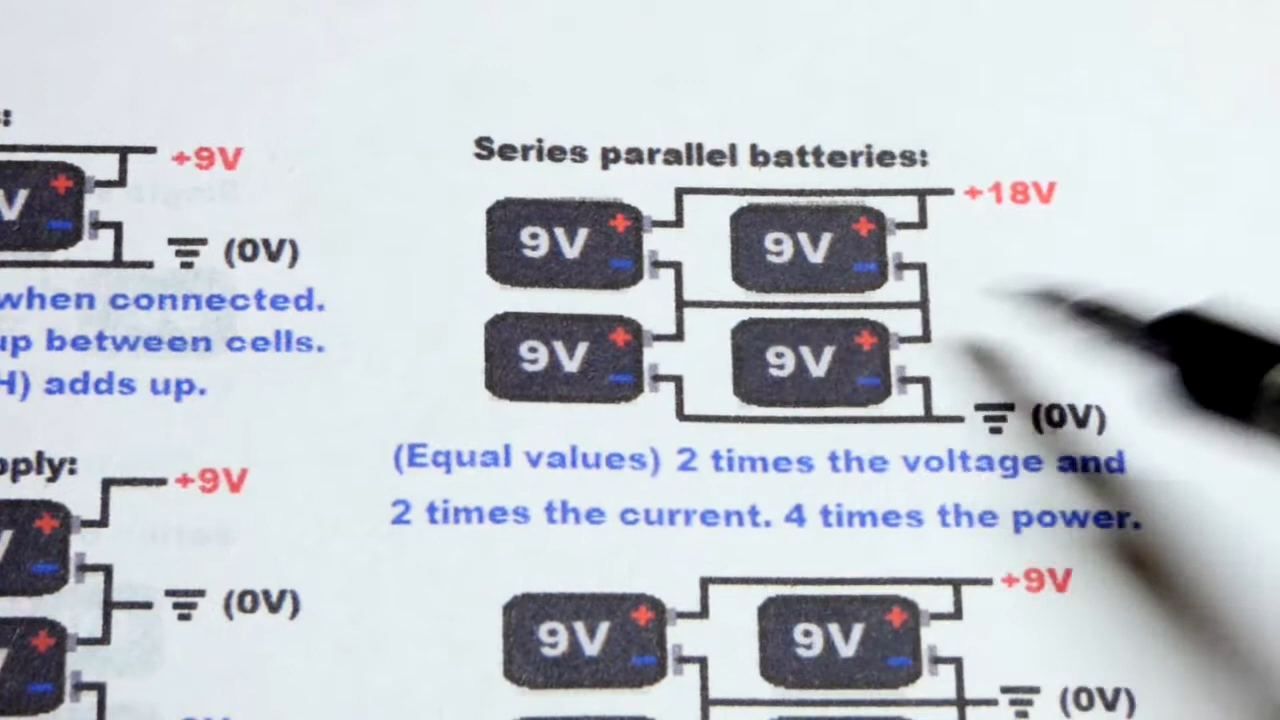 +9V
(0V)
when connected.
up between cells.
adds up.
+9V
(0V)
Series parallel batteries:
+18V
9V
9V
9V
9V
(0V)
(Equal values) 2 times the voltage and
2 times the current. 4 times the power.
+9V
9V
9V
(0V)